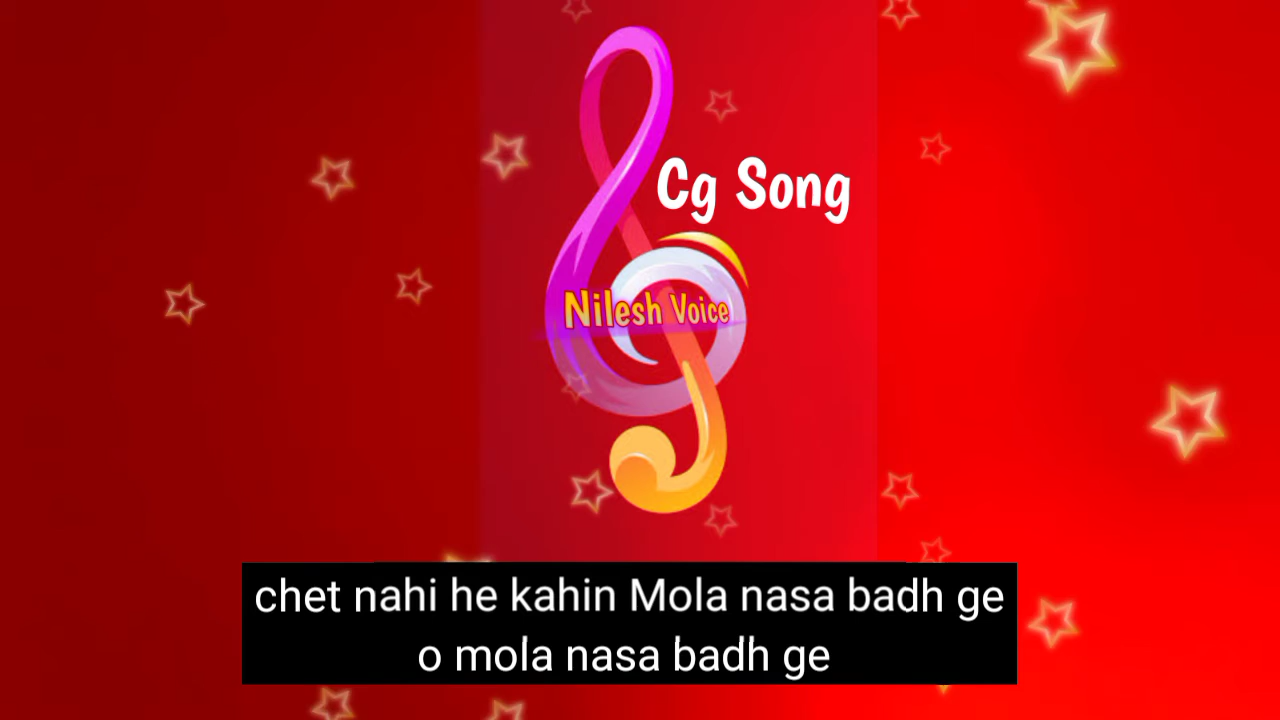 Cg Song
Nilesh Voice
chet nahi he kahin Mola nasa badh ge
o mola nasa badh ge